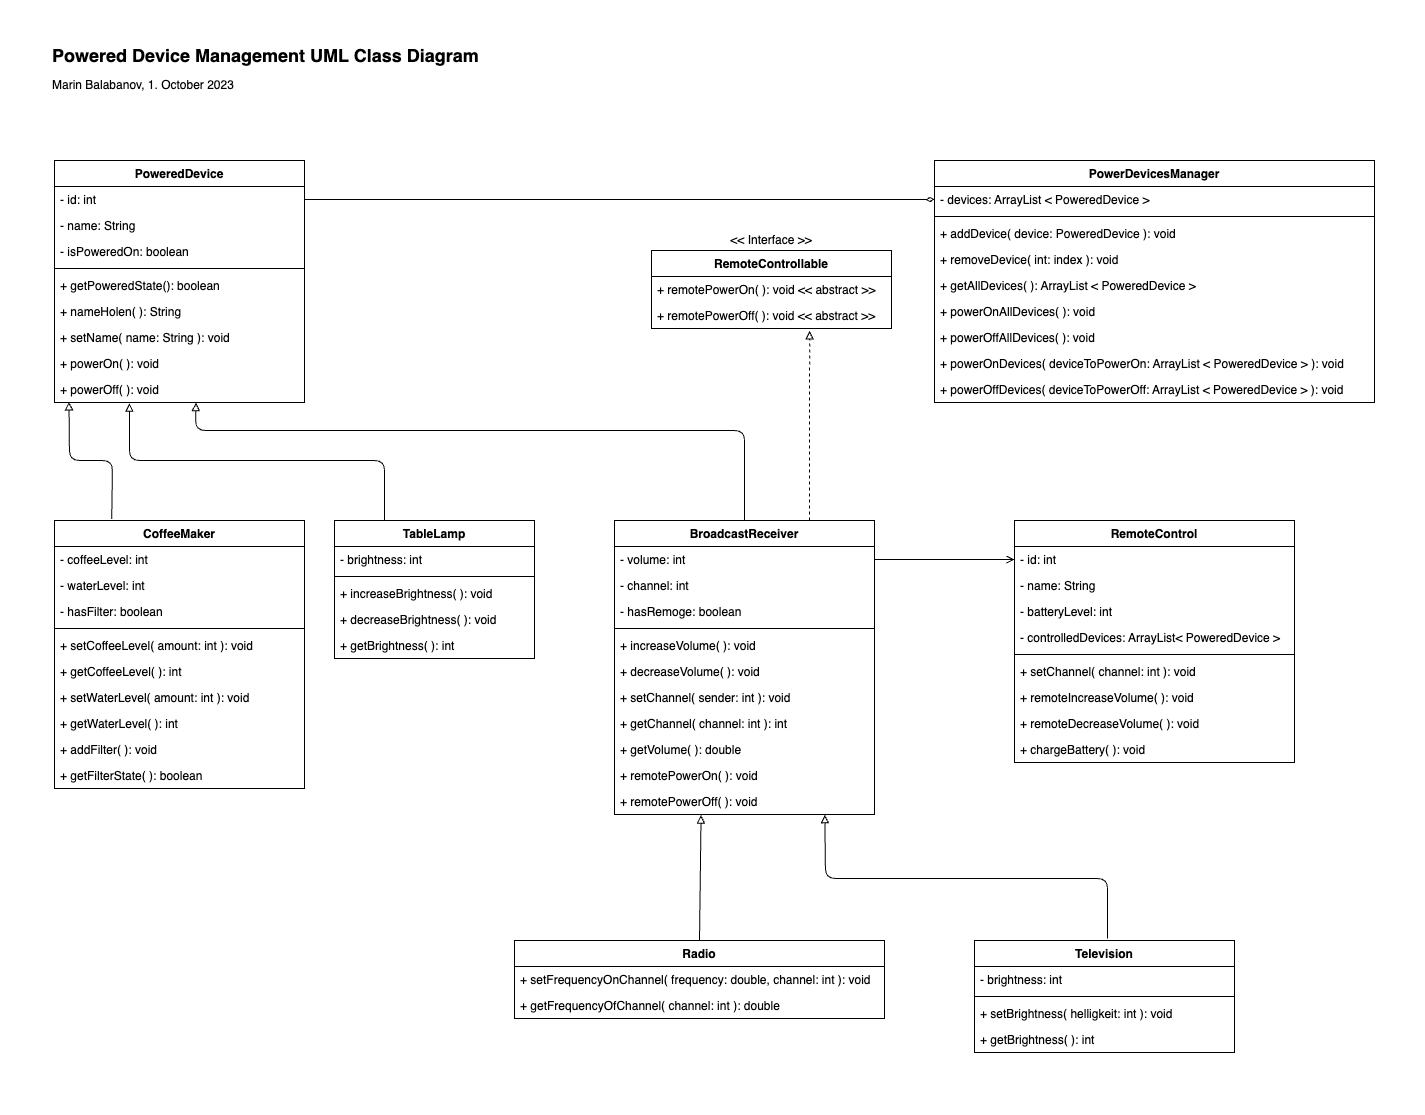 Powered Device Management UML Class Diagram
Marin Balabanov, 1. October 2023
PoweredDevice
- id: int
- name: String
- isPoweredOn: boolean
+ getPoweredState(): boolean
+ nameHolen( ): String
+ setName( name: String ): void
+ powerOn( ): void
+ powerOff( ): void
<< Interface >>
RemoteControllable
+ remotePowerOn( ): void << abstract >>
+ remotePowerOff( ): void << abstract >>
PowerDevicesManager
- devices: ArrayList < PoweredDevice >
+ addDevice( device: PoweredDevice ): void
+ removeDevice( int: index ): void
+ getAllDevices( ): ArrayList < PoweredDevice >
+ powerOnAllDevices( ): void
+ powerOffAllDevices( ): void
+ powerOnDevices( deviceToPowerOn: ArrayList < PoweredDevice > ): void
+ powerOffDevices( deviceToPowerOff: ArrayList < PoweredDevice > ): void
CoffeeMaker
- coffeeLevel: int
- waterLevel: int
- hasFilter: boolean
+ setCoffeeLevel( amount: int ): void
+ getCoffeeLevel( ): int
+ setWaterLevel( amount: int ): void
+ getWaterLevel( ): int
+ addFilter( ): void
+ getFilterState( ): boolean
TableLamp
- brightness: int
+ increaseBrightness( ): void
+ decreaseBrightness( ): void
+ getBrightness( ): int
BroadcastReceiver
- volume: int
- channel: int
- hasRemoge: boolean
+ increaseVolume( ): void
+ decreaseVolume( ): void
+ setChannel( sender: int ): void
+ getChannel( channel: int ): int
+ getVolume( ): double
+ remotePowerOn( ): void
+ remotePowerOff( ): void
RemoteControl
- id: int
- name: String
- batteryLevel: int
- controlledDevices: ArrayList< PoweredDevice >
+ setChannel( channel: int ): void
+ remoteIncreaseVolume( ): void
+ remoteDecreaseVolume( ): void
+ chargeBattery( ): void
Radio
+ setFrequencyOnChannel( frequency: double, channel: int ): void
+ getFrequencyOfChannel( channel: int ): double
Television
- brightness: int
+ setBrightness( helligkeit: int ): void
+ getBrightness( ): int